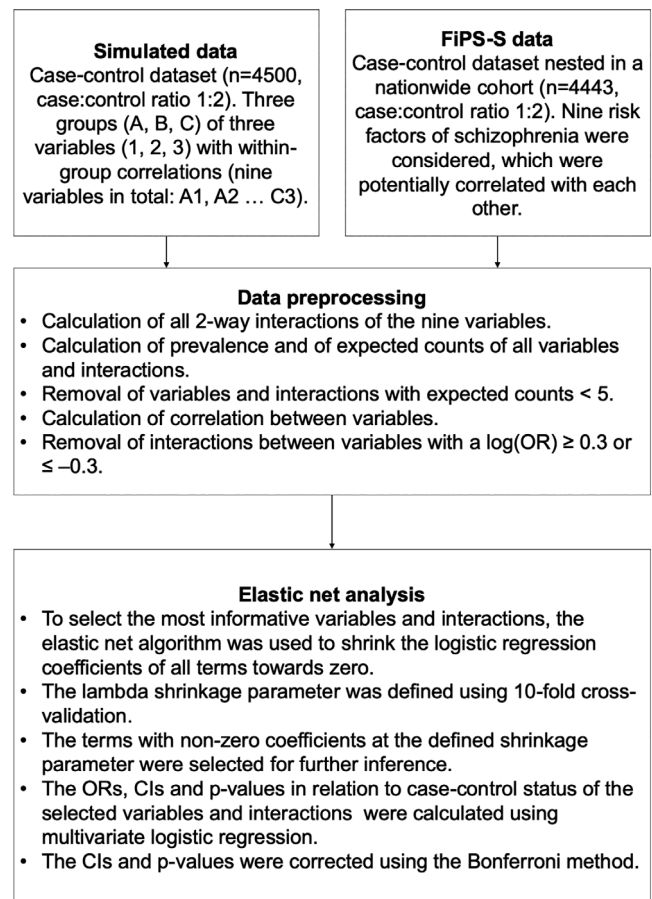 Simulated data
Case-control dataset (n=4500,
case:control ratio 1:2). Three
groups (A, B, C) of three
variables (1, 2, 3) with within-
group correlations (nine
variables in total: A1, A2 … C3).
FiPS-S data
Case-control dataset nested in a
nationwide cohort (n=4443,
case:control ratio 1:2). Nine risk
factors of schizophrenia were
considered, which were
potentially correlated with each
other.
Data preprocessing
• Calculation of all 2-way interactions of the nine variables.
• Calculation of prevalence and of expected counts of all variables
and interactions.
• Removal of variables and interactions with expected counts < 5.
• Calculation of correlation between variables.
• Removal of interactions between variables with a log(OR) ≥ 0.3 or
≤ –0.3.
Elastic net analysis
• To select the most informative variables and interactions, the
elastic net algorithm was used to shrink the logistic regression
coefficients of all terms towards zero.
• The lambda shrinkage parameter was defined using 10-fold cross-
validation.
• The terms with non-zero coefficients at the defined shrinkage
parameter were selected for further inference.
• The ORs, CIs and p-values in relation to case-control status of the
selected variables and interactions were calculated using
multivariate logistic regression.
• The CIs and p-values were corrected using the Bonferroni method.